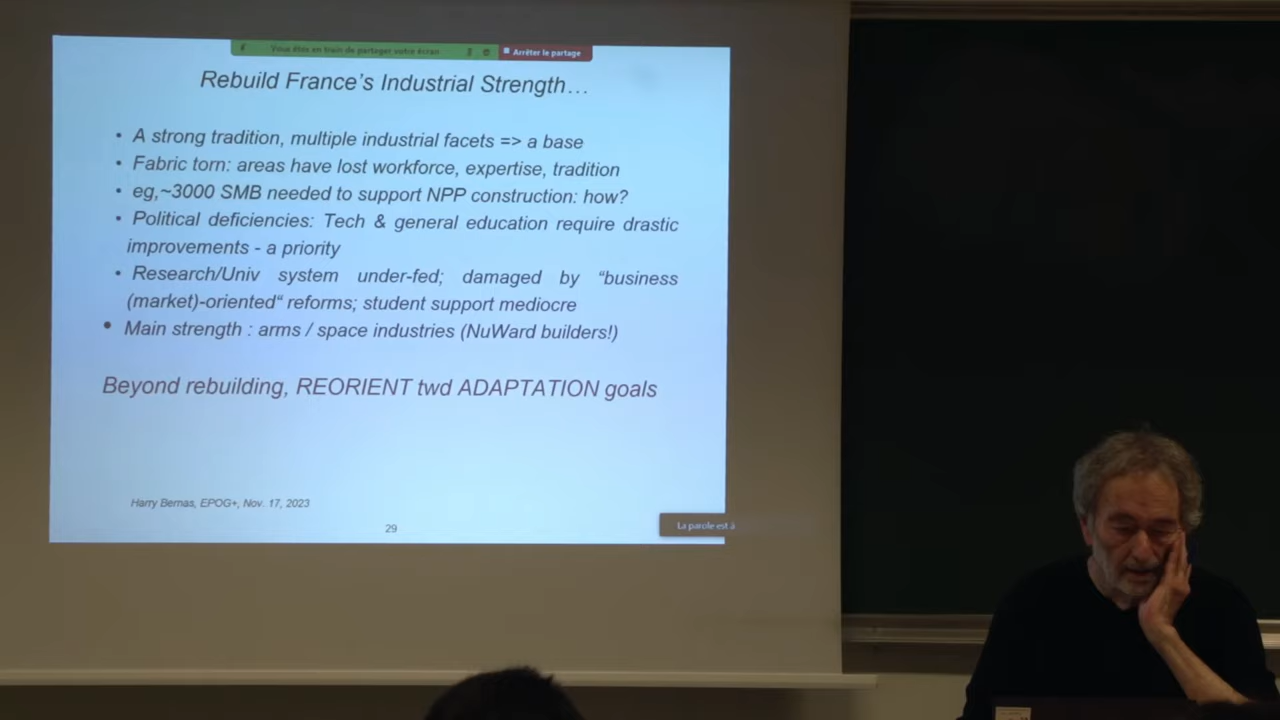 Vous êtes en train de partager votre écran
Arrêter le partage
Rebuild France's Industrial Strength…
• A strong tradition, multiple industrial facets => a base
• Fabric torn: areas have lost workforce, expertise, tradition
• eg,~3000 SMB needed to support NPP construction: how?
• Political deficiencies: Tech & general education require drastic
improvements - a priority
• Research/Univ system under-fed; damaged by “business
(market)-oriented“ reforms; student support mediocre
• Main strength : arms / space industries (NuWard builders!)
Beyond rebuilding, REORIENT twd ADAPTATION goals
Harry Bernas, EPOG+, Nov. 17, 2023
29
La parole est à